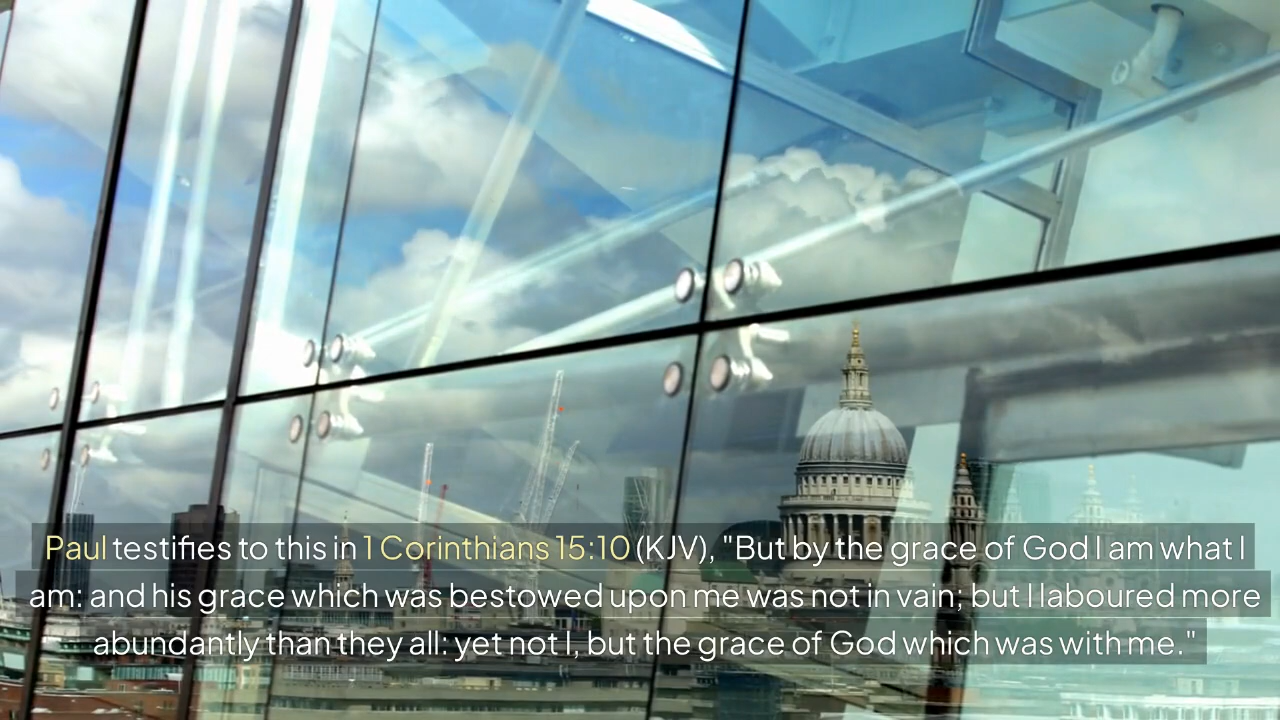 Paul testifies to this in 1 Corinthians 15:10 (KJV), "But by the grace of God I am what I
am: and his grace which was bestowed upon me was not in vain; but I laboured more
abundantly than they all: yet not I, but the grace of God which was with me."